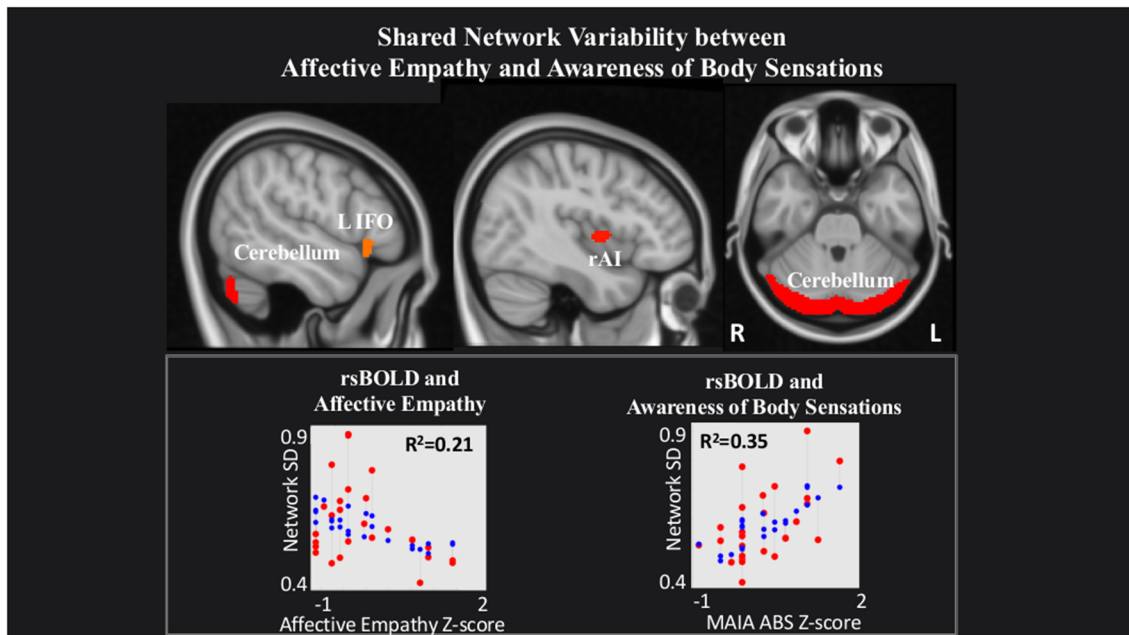 Shared Network Variability between
Affective Empathy and Awareness of Body Sensations
L IFO
Cerebellum
rAI
Cerebellum
R
L
rsBOLD and
Affective Empathy
R²=0.21
0.9
Network SD
0.4
-1
2
Affective Empathy Z-score
rsBOLD and
Awareness of Body Sensations
R²=0.35
0.9
Network SD
0.4
-1
2
MAIA ABS Z-score